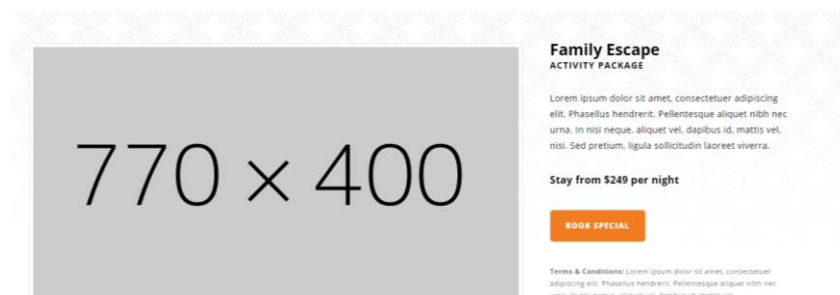 770 × 400
Family Escape
ACTIVITY PACKAGE
Lorem ipsum dolor sit amet, consectetuer adipiscing
elit. Phasellus hendrerit. Pellentesque aliquet nibh nec
urna. In nisi neque, aliquet vel, dapibus id, mattis vel,
nisi. Sed pretium, ligula sollicitudin laoreet viverra.
Stay from $249 per night
BOOK SPECIAL
Terms & Conditions: Lorem ipsum dolor sit amet, consectetuer
adipiscing elit. Phasellus hendrerit. Pellentesque aliquet nibh nec,